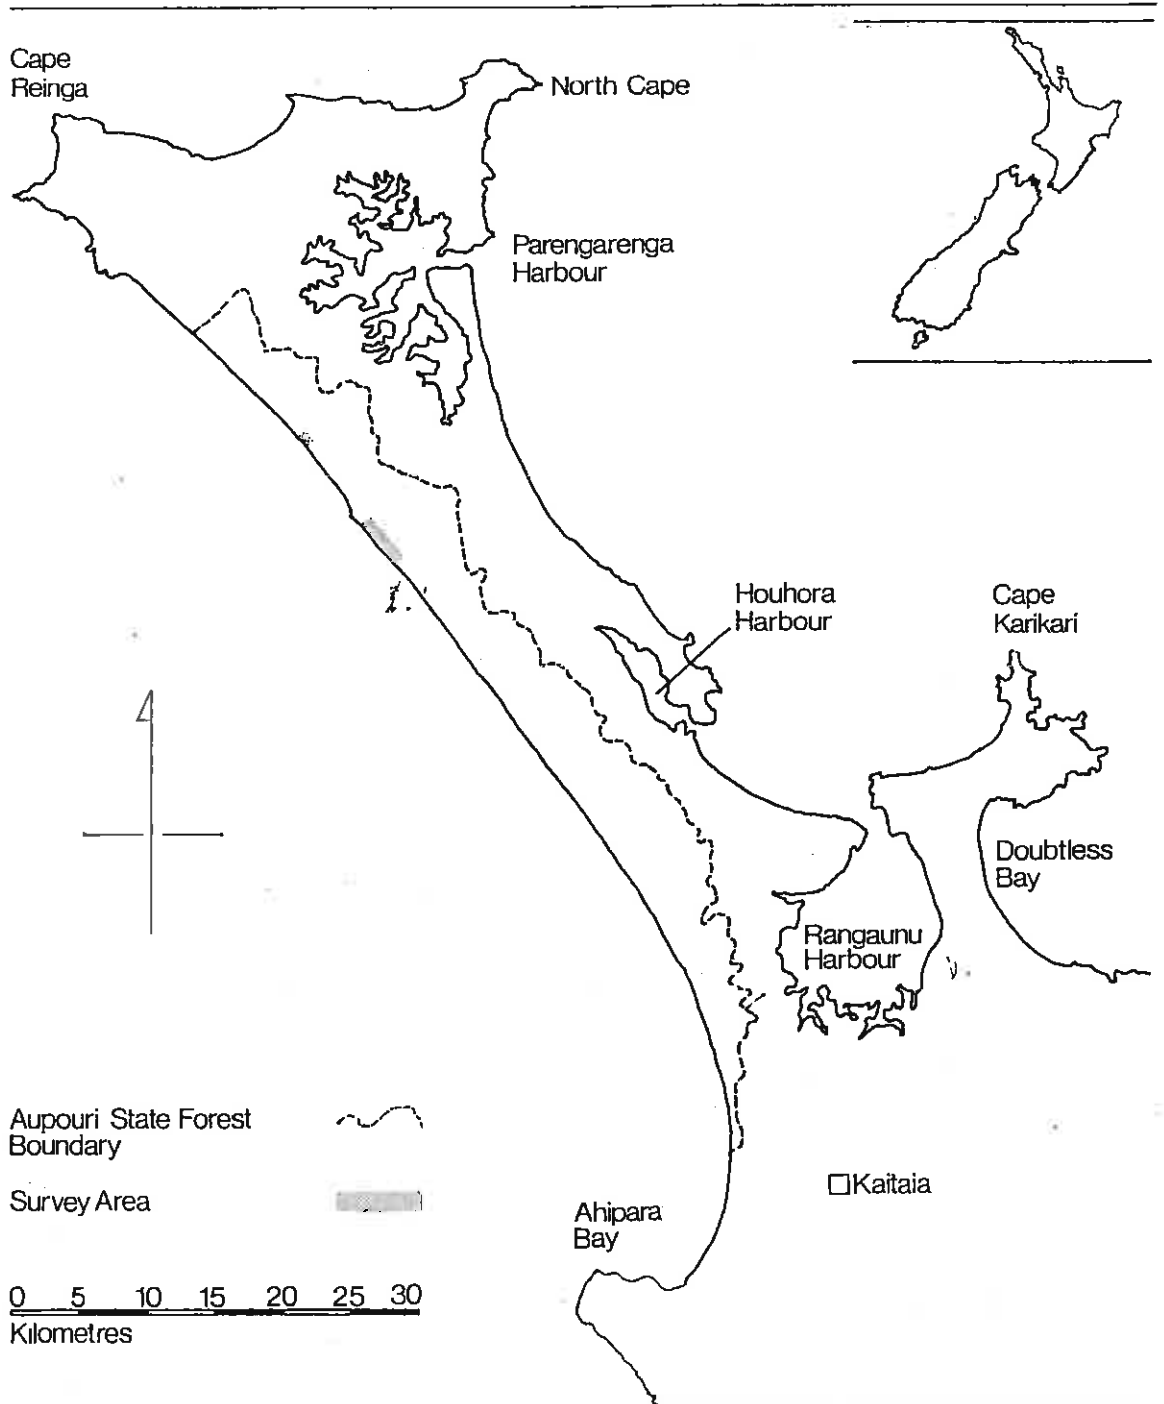 Cape
Reinga
North Cape
Parengarenga
Harbour
Houhora
Harbour
Cape
Karikari
Doubtless
Bay
Rangaunu
Harbour
Aupouri State Forest
Boundary
Survey Area
Kaitaia
Ahipara
Bay
0 5 10 15 20 25 30
Kilometres